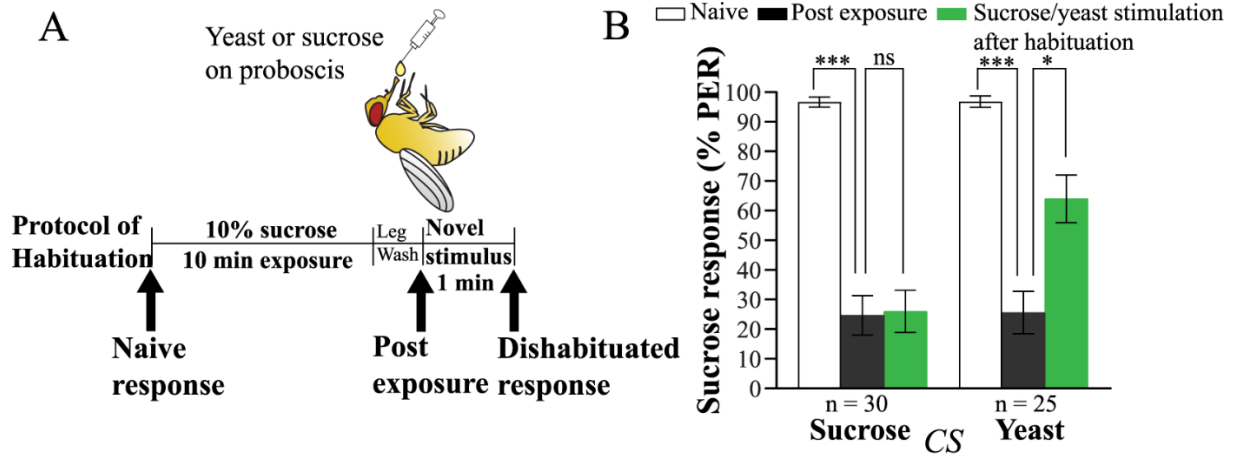 A
Yeast or sucrose
on proboscis
Protocol of
Habituation
10% sucrose
10 min exposure
Leg
Wash
Novel
stimulus
1 min
Naive
response
Post
exposure
Dishabituated
response
B
Naive
Post exposure
Sucrose/yeast stimulation
after habituation
***
ns
***
*
Sucrose response (% PER)
100
90
80
70
60
50
40
30
20
10
0
n = 30
n = 25
Sucrose
CS
Yeast